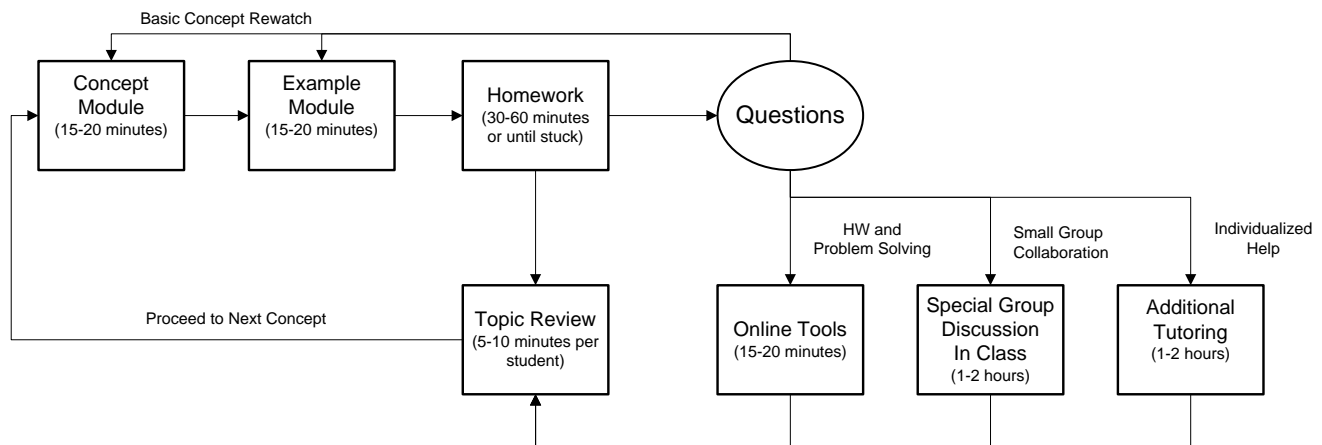 Basic Concept Rewatch
Concept
Module
(15-20 minutes)
Example
Module
(15-20 minutes)
Homework
(30-60 minutes
or until stuck)
Questions
HW and
Problem Solving
Small Group
Collaboration
Individualized
Help
Proceed to Next Concept
Topic Review
(5-10 minutes per
student)
Online Tools
(15-20 minutes)
Special Group
Discussion
In Class
(1-2 hours)
Additional
Tutoring
(1-2 hours)